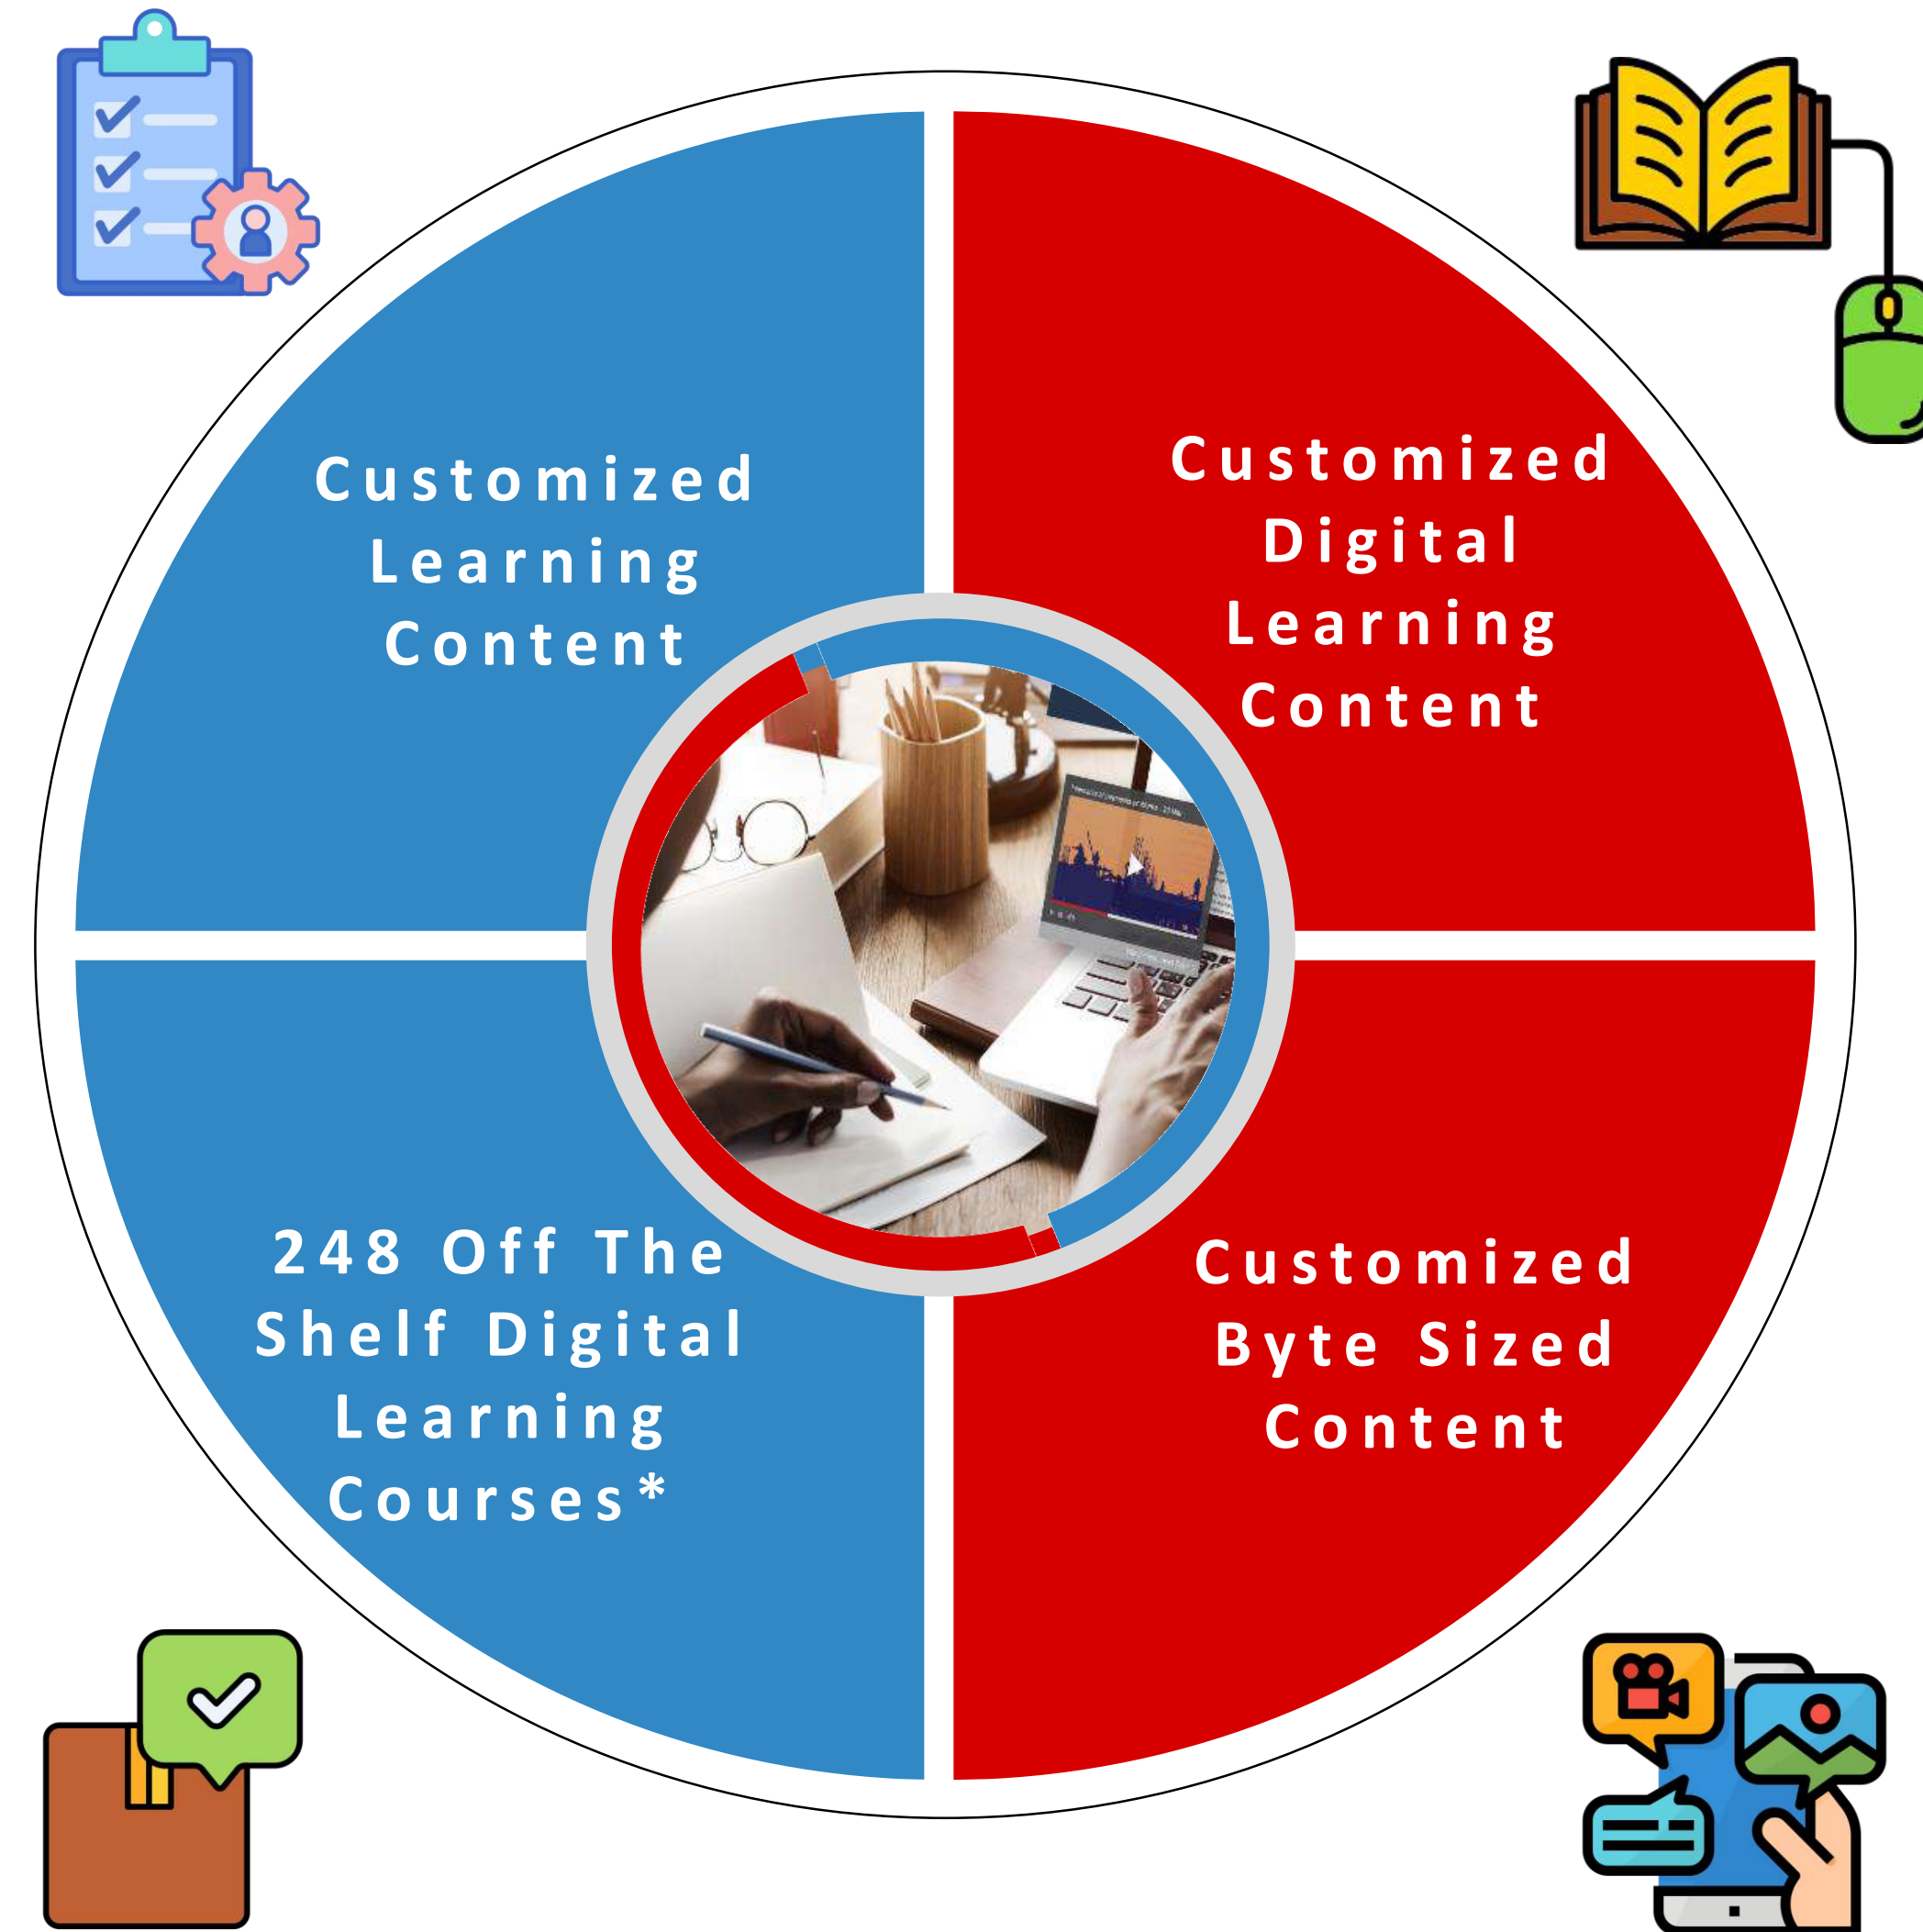 Customized
Learning
Content
Customized
Digital
Learning
Content
248 Off The
Shelf Digital
Learning
Courses*
Customized
Byte Sized
Content